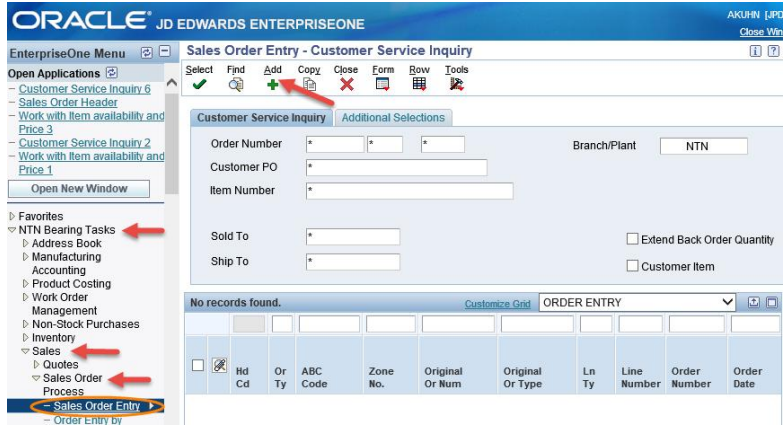 ORACLE® JD EDWARDS ENTERPRISEONE
AKUHN [JPD
Close Win
EnterpriseOne Menu
Open Applications
– Customer Service Inquiry 6
– Sales Order Header
– Work with Item availability and
Price 3
– Customer Service Inquiry 2
– Work with Item availability and
Price 1
Open New Window
Favorites
NTN Bearing Tasks
Address Book
Manufacturing
Accounting
Product Costing
Work Order
Management
Non-Stock Purchases
Inventory
Sales
Quotes
Sales Order
Process
– Sales Order Entry
– Order Entry by
Sales Order Entry - Customer Service Inquiry
Select Find Add Copy Close Form Row Tools
Customer Service Inquiry Additional Selections
Order Number * * * Branch/Plant NTN
Customer PO *
Item Number *
Sold To * Extend Back Order Quantity
Ship To * Customer Item
No records found. Customize Grid ORDER ENTRY
Hd Or ABC Zone Original Original Ln Line Order Order
Cd Ty Code No. Or Num Or Type Ty Number Number Date